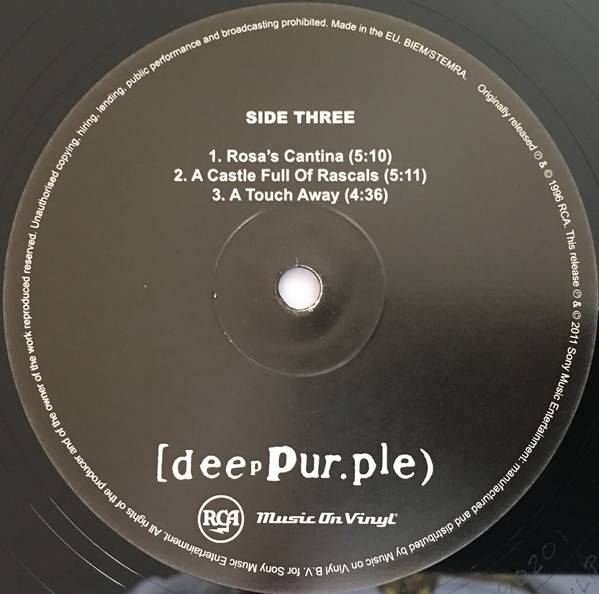 SIDE THREE
1. Rosa's Cantina (5:10)
2. A Castle Full Of Rascals (5:11)
3. A Touch Away (4:36)
[deepPur.ple)
RCA
Music On Vinyl
Originally released ℗ & © 1996 RCA. This release ℗ & © 2011 Sony Music Entertainment: manufactured and distributed by Music on Vinyl B.V. for Sony Music Entertainment. All rights of the producer and of the owner of the work reproduced reserved. Unauthorised copying, hiring, lending, public performance and broadcasting prohibited. Made in the EU. BIEM/STEMRA.